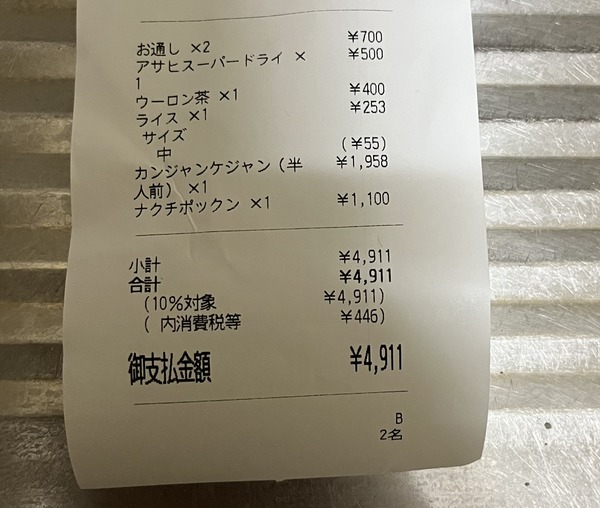 お通し ×2 ¥700
アサヒスーパードライ × ¥500
1
ウーロン茶 ×1 ¥400
ライス ×1 ¥253
サイズ
中 (¥55)
カンジャンケジャン(半 ¥1,958
人前) ×1
ナクチポックン ×1 ¥1,100
小計 ¥4,911
合計 ¥4,911
(10%対象 ¥4,911)
( 内消費税等 ¥446)
御支払金額 ¥4,911
B
2名